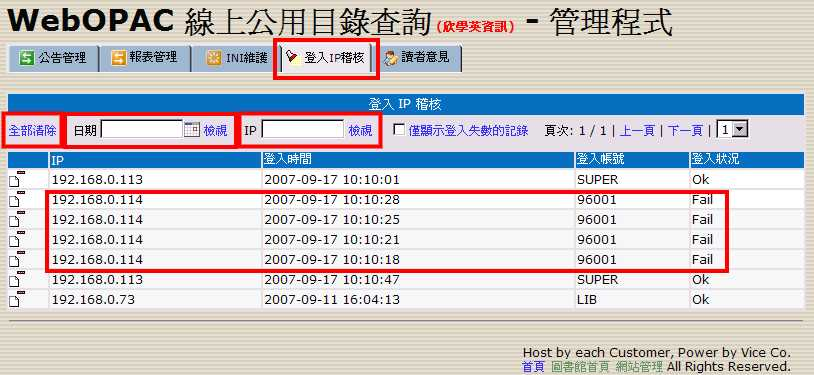 WebOPAC 線上公用目錄查詢(欣學英資訊) - 管理程式
公告管理 報表管理 INI維護 登入IP稽核 讀者意見
登入 IP 稽核
全部清除 日期 檢視 IP 檢視 僅顯示登入失敗的記錄 頁次: 1 / 1 | 上一頁 | 下一頁 | 1
IP 登入時間 登入帳號 登入狀況
192.168.0.113 2007-09-17 10:10:01 SUPER Ok
192.168.0.114 2007-09-17 10:10:28 96001 Fail
192.168.0.114 2007-09-17 10:10:25 96001 Fail
192.168.0.114 2007-09-17 10:10:21 96001 Fail
192.168.0.114 2007-09-17 10:10:18 96001 Fail
192.168.0.113 2007-09-17 10:10:47 SUPER Ok
192.168.0.73 2007-09-11 16:04:13 LIB Ok
Host by each Customer, Power by Vice Co.
首頁 圖書館首頁 網站管理 All Rights Reserved.